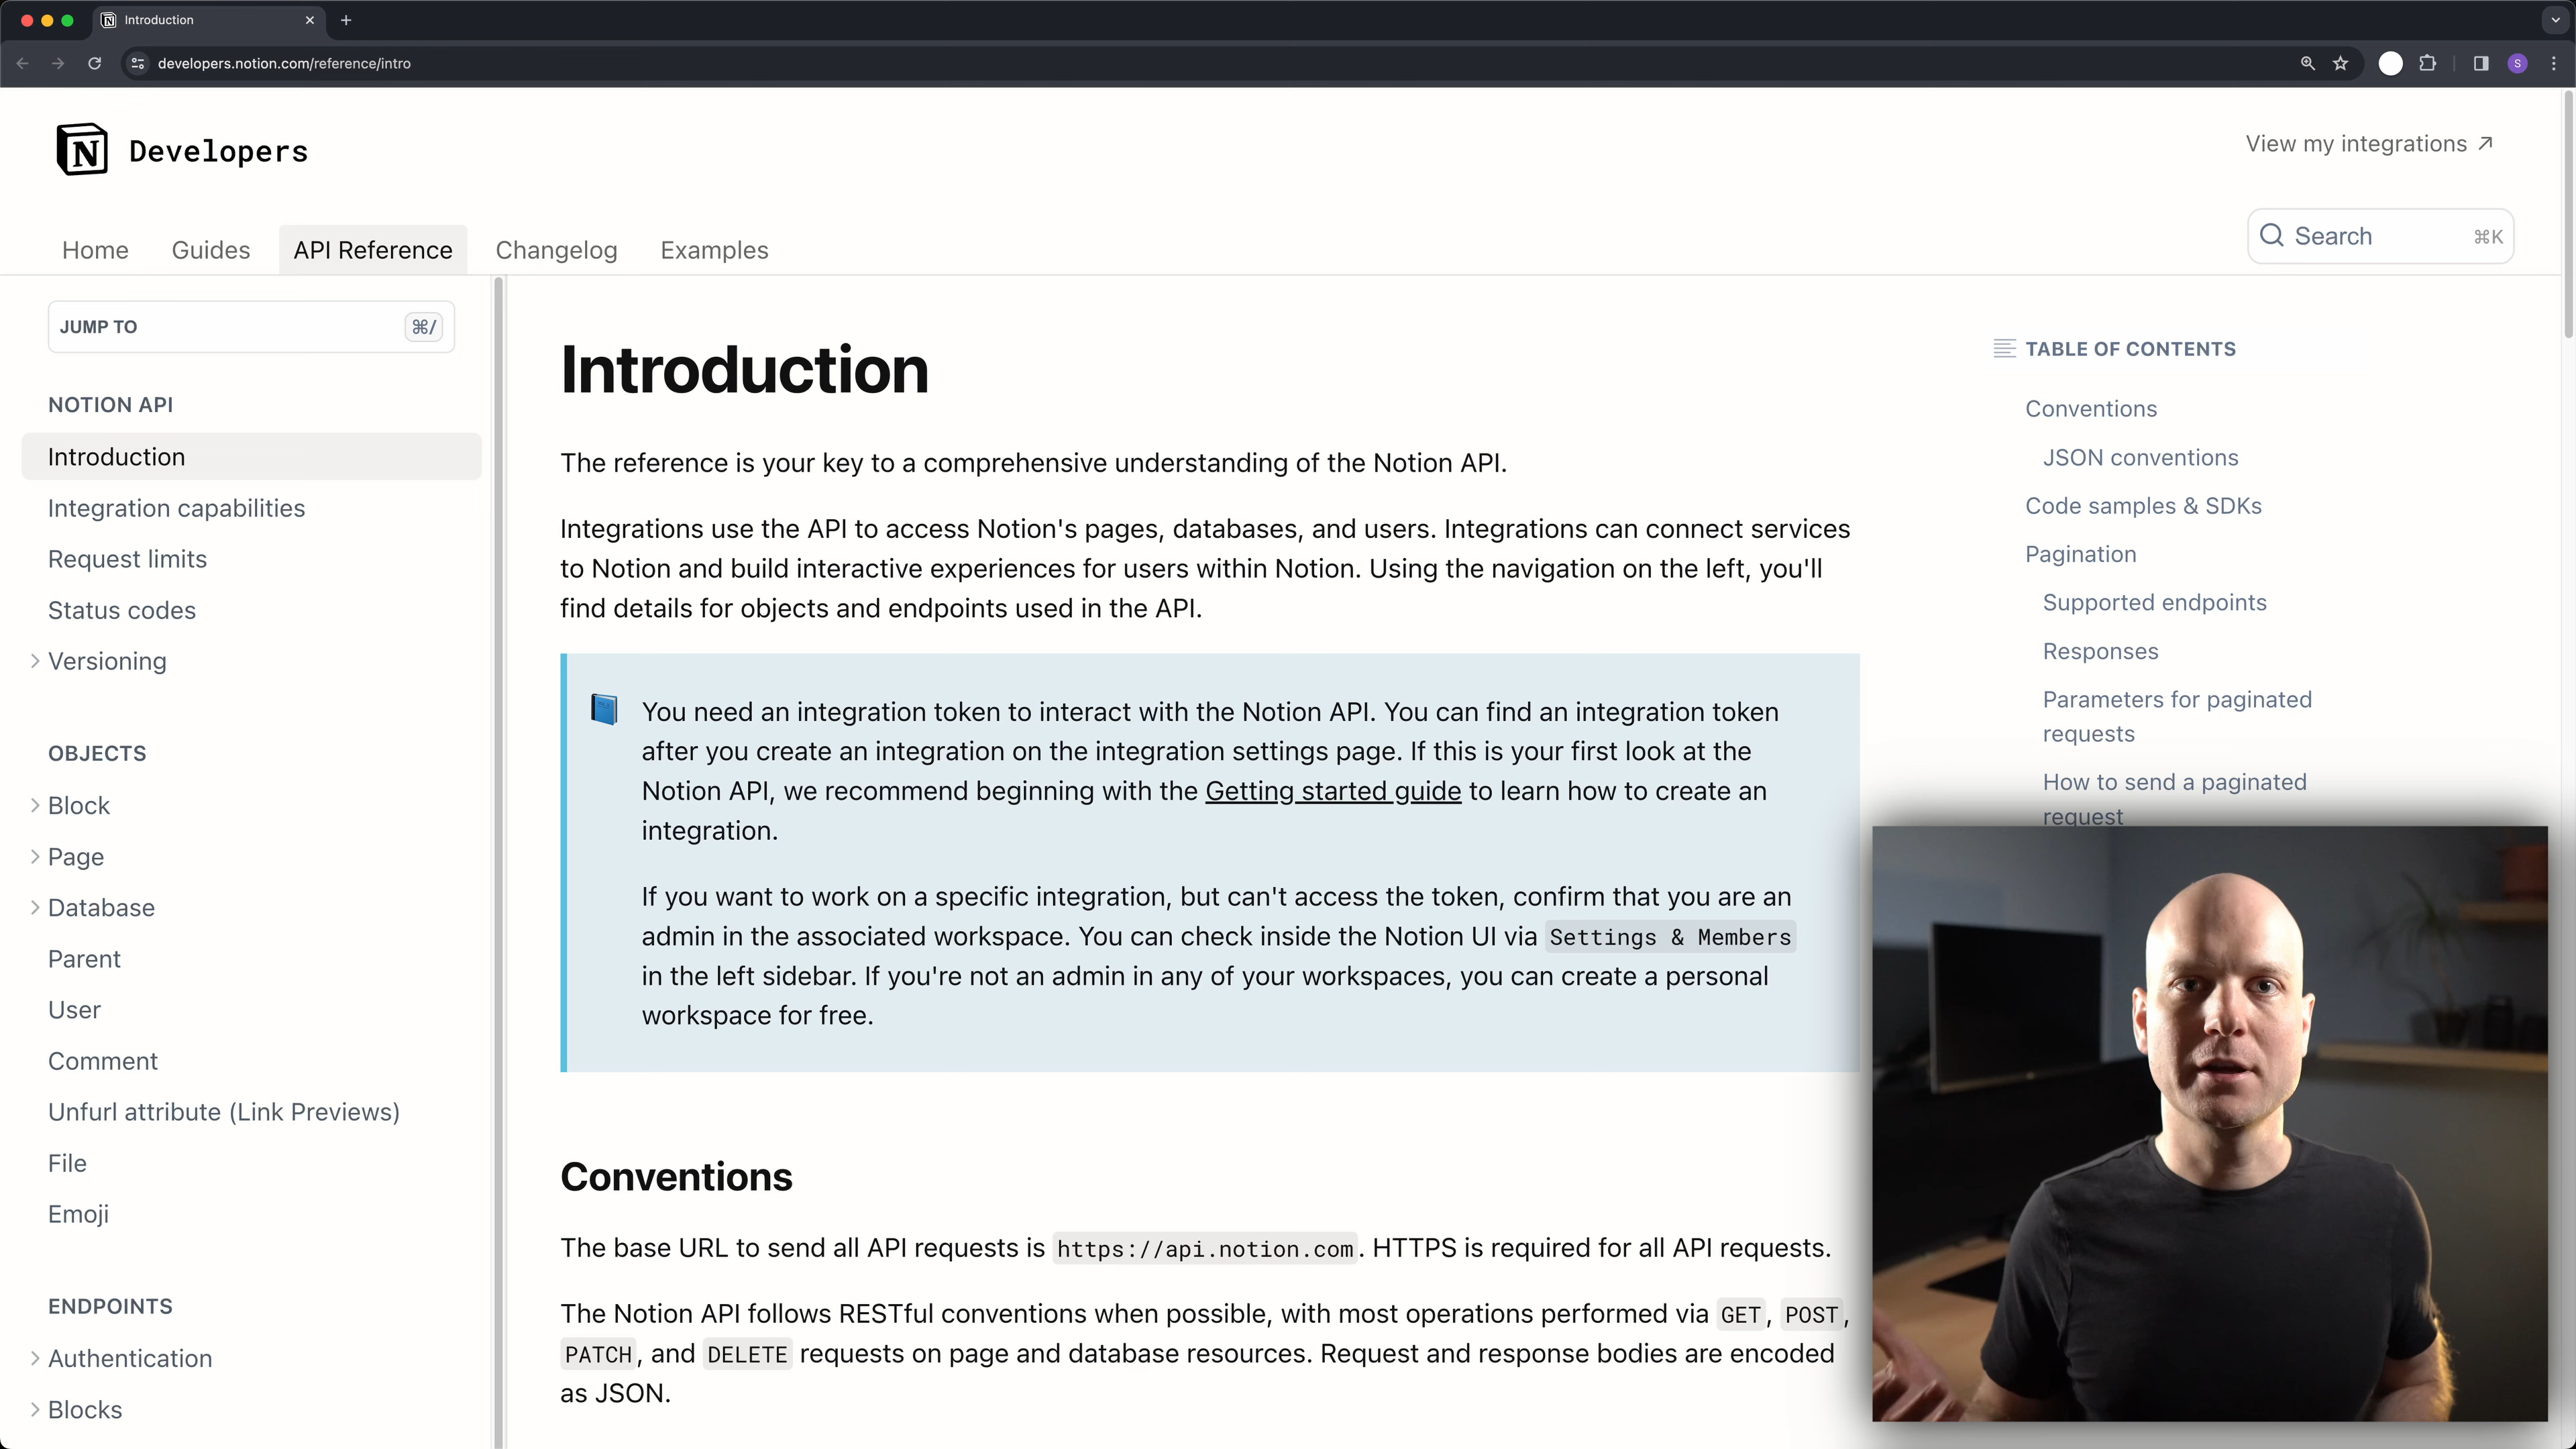 Introduction
developers.notion.com/reference/intro
S
N Developers
View my integrations ↗
Home Guides API Reference Changelog Examples
Search ⌘K
JUMP TO ⌘/
NOTION API
Introduction
Integration capabilities
Request limits
Status codes
Versioning
OBJECTS
Block
Page
Database
Parent
User
Comment
Unfurl attribute (Link Previews)
File
Emoji
ENDPOINTS
Authentication
Blocks
Introduction
The reference is your key to a comprehensive understanding of the Notion API.
Integrations use the API to access Notion's pages, databases, and users. Integrations can connect services
to Notion and build interactive experiences for users within Notion. Using the navigation on the left, you'll
find details for objects and endpoints used in the API.
You need an integration token to interact with the Notion API. You can find an integration token
after you create an integration on the integration settings page. If this is your first look at the
Notion API, we recommend beginning with the Getting started guide to learn how to create an
integration.
If you want to work on a specific integration, but can't access the token, confirm that you are an
admin in the associated workspace. You can check inside the Notion UI via Settings & Members
in the left sidebar. If you're not an admin in any of your workspaces, you can create a personal
workspace for free.
Conventions
The base URL to send all API requests is https://api.notion.com. HTTPS is required for all API requests.
The Notion API follows RESTful conventions when possible, with most operations performed via GET, POST,
PATCH, and DELETE requests on page and database resources. Request and response bodies are encoded
as JSON.
TABLE OF CONTENTS
Conventions
JSON conventions
Code samples & SDKs
Pagination
Supported endpoints
Responses
Parameters for paginated
requests
How to send a paginated
request